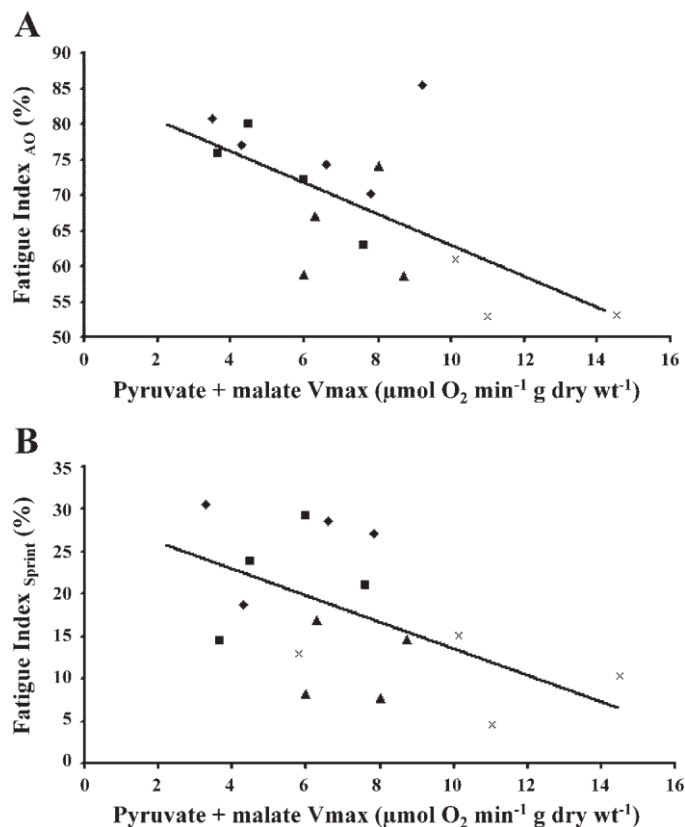 A
Fatigue Index AO (%)
90
85
80
75
70
65
60
55
50
0 2 4 6 8 10 12 14 16
Pyruvate + malate Vmax (µmol O2 min-1 g dry wt-1)
B
Fatigue Index Sprint (%)
35
30
25
20
15
10
5
0
0 2 4 6 8 10 12 14 16
Pyruvate + malate Vmax (µmol O2 min-1 g dry wt-1)